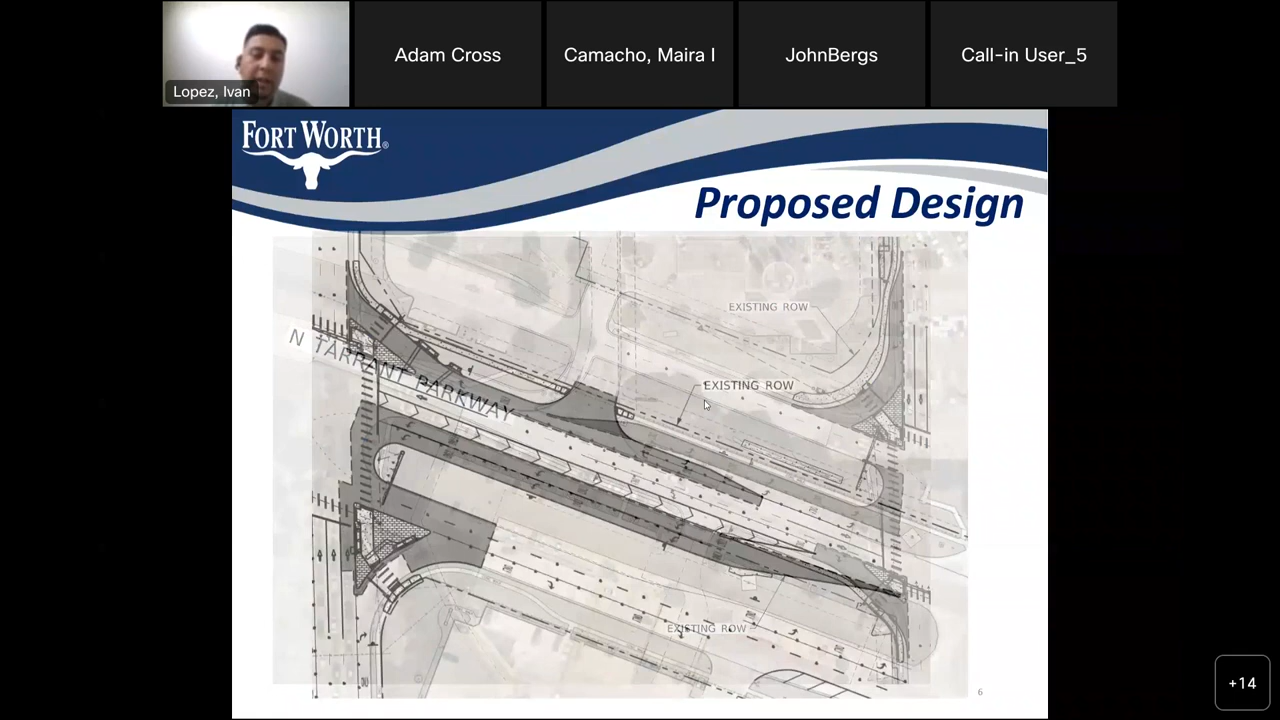 Lopez, Ivan
Adam Cross
Camacho, Maira I
JohnBergs
Call-in User_5
FORT WORTH®
Proposed Design
EXISTING ROW
N TARRANT PARKWAY
EXISTING ROW
EXISTING ROW
6
+14